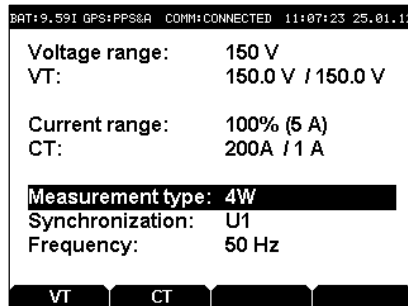 BAT:9.59I GPS:PPS&A COMM:CONNECTED 11:07:23 25.01.1
Voltage range: 150 V
VT: 150.0 V / 150.0 V
Current range: 100% (5 A)
CT: 200A / 1 A
Measurement type: 4W
Synchronization: U1
Frequency: 50 Hz
VT CT